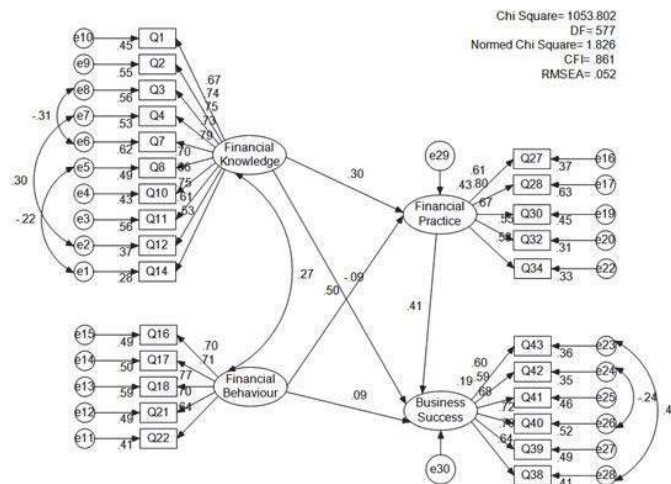 Chi Square= 1053.802
DF= 577
Normed Chi Square= 1.826
CFI= .861
RMSEA= .052
e10 .45 Q1 .67
e9 .55 Q2 .74
e8 .56 Q3 .75
e7 .53 Q4 .73
e6 .62 Q7 .79
e5 .49 Q8 .70
e4 .43 Q10 .66
e3 .56 Q11 .75
e2 .37 Q12 .61
e1 .28 Q14 .53
-.31
.30
-.22
Financial
Knowledge
.30
.27
.50
-.09
e29
.43
Financial
Practice
.61 Q27 .37 e16
.80 Q28 .63 e17
.67 Q30 .45 e19
.55 Q32 .31 e20
Q34 .33 e22
.41
e15 .49 Q16 .70
e14 .50 Q17 .71
e13 .59 Q18 .77
e12 .49 Q21 .70
e11 .41 Q22 .64
Financial
Behaviour
.09
.19
Business
Success
e30
.60 Q43 .36 e23
.59 Q42 .35 e24
.68 Q41 .46 e25
.72 Q40 .52 e26
Q39 .49 e27
.64 Q38 .41 e28
-.24